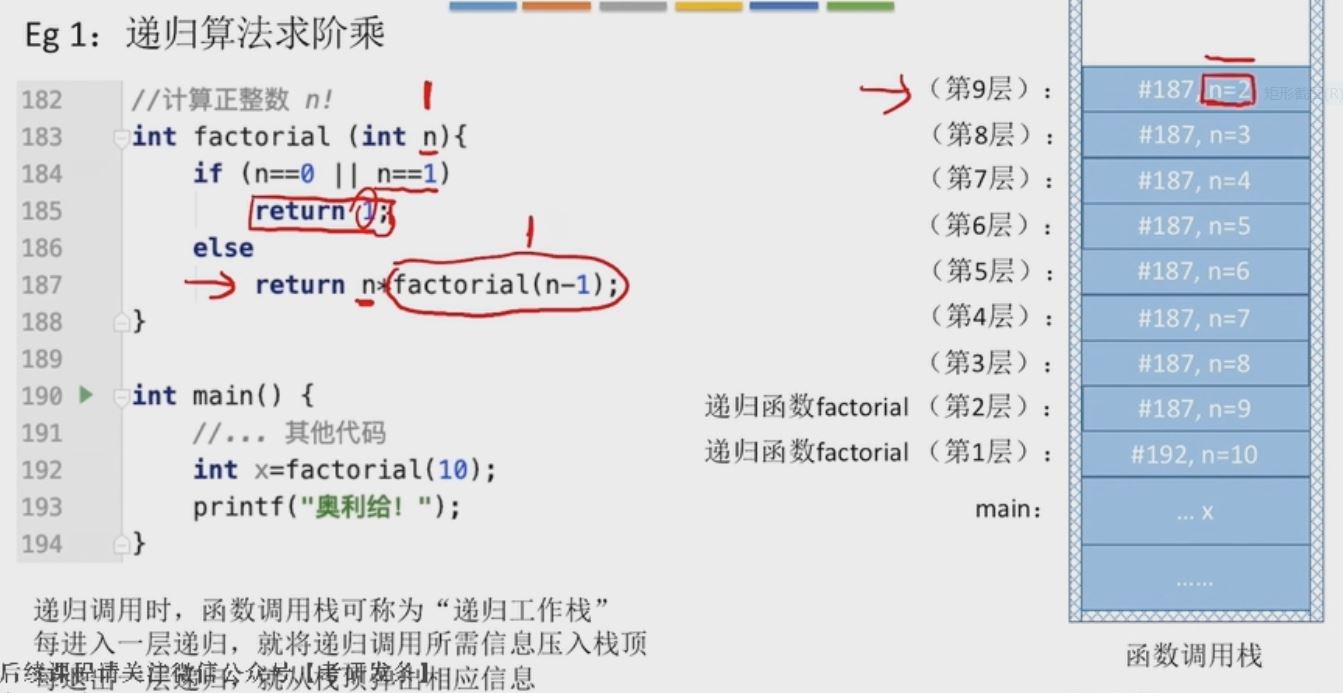 Eg 1：递归算法求阶乘
182 //计算正整数 n!
183 int factorial (int n){
184 if (n==0 || n==1)
185 return 1;
186 else
187 return n*factorial(n-1);
188 }
189
190 int main() {
191 //... 其他代码
192 int x=factorial(10);
193 printf("奥利给！");
194 }
递归调用时，函数调用栈可称为“递归工作栈”
每进入一层递归，就将递归调用所需信息压入栈顶
每退出一层递归，就从栈顶弹出相应信息
后续课程请关注微信公众号【考研发条】
1
1
（第9层）： #187, n=2
（第8层）： #187, n=3
（第7层）： #187, n=4
（第6层）： #187, n=5
（第5层）： #187, n=6
（第4层）： #187, n=7
（第3层）： #187, n=8
递归函数factorial （第2层）： #187, n=9
递归函数factorial （第1层）： #192, n=10
main： ... x
……
函数调用栈